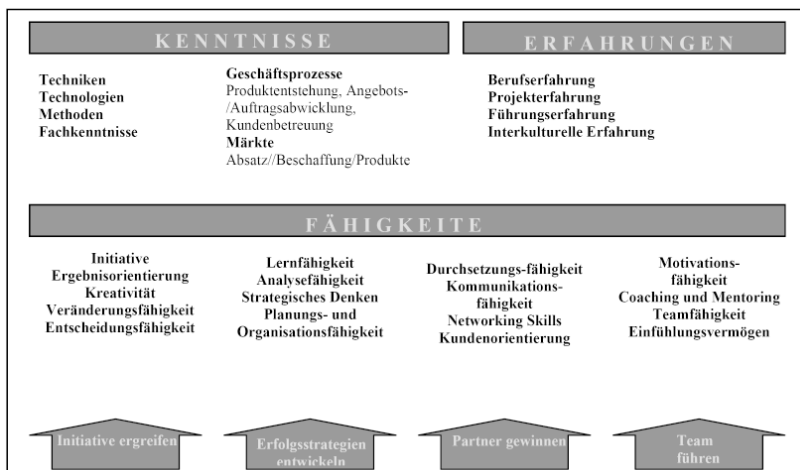 KENNTNISSE
Techniken
Technologien
Methoden
Fachkenntnisse
Geschäftsprozesse
Produktentstehung, Angebots-
/Auftragsabwicklung,
Kundenbetreuung
Märkte
Absatz//Beschaffung/Produkte
ERFAHRUNGEN
Berufserfahrung
Projekterfahrung
Führungserfahrung
Interkulturelle Erfahrung
FÄHIGKEITE
Initiative
Ergebnisorientierung
Kreativität
Veränderungsfähigkeit
Entscheidungsfähigkeit
Lernfähigkeit
Analysefähigkeit
Strategisches Denken
Planungs- und
Organisationsfähigkeit
Durchsetzungs-fähigkeit
Kommunikations-
fähigkeit
Networking Skills
Kundenorientierung
Motivations-
fähigkeit
Coaching und Mentoring
Teamfähigkeit
Einfühlungsvermögen
Initiative ergreifen
Erfolgsstrategien
entwickeln
Partner gewinnen
Team
führen